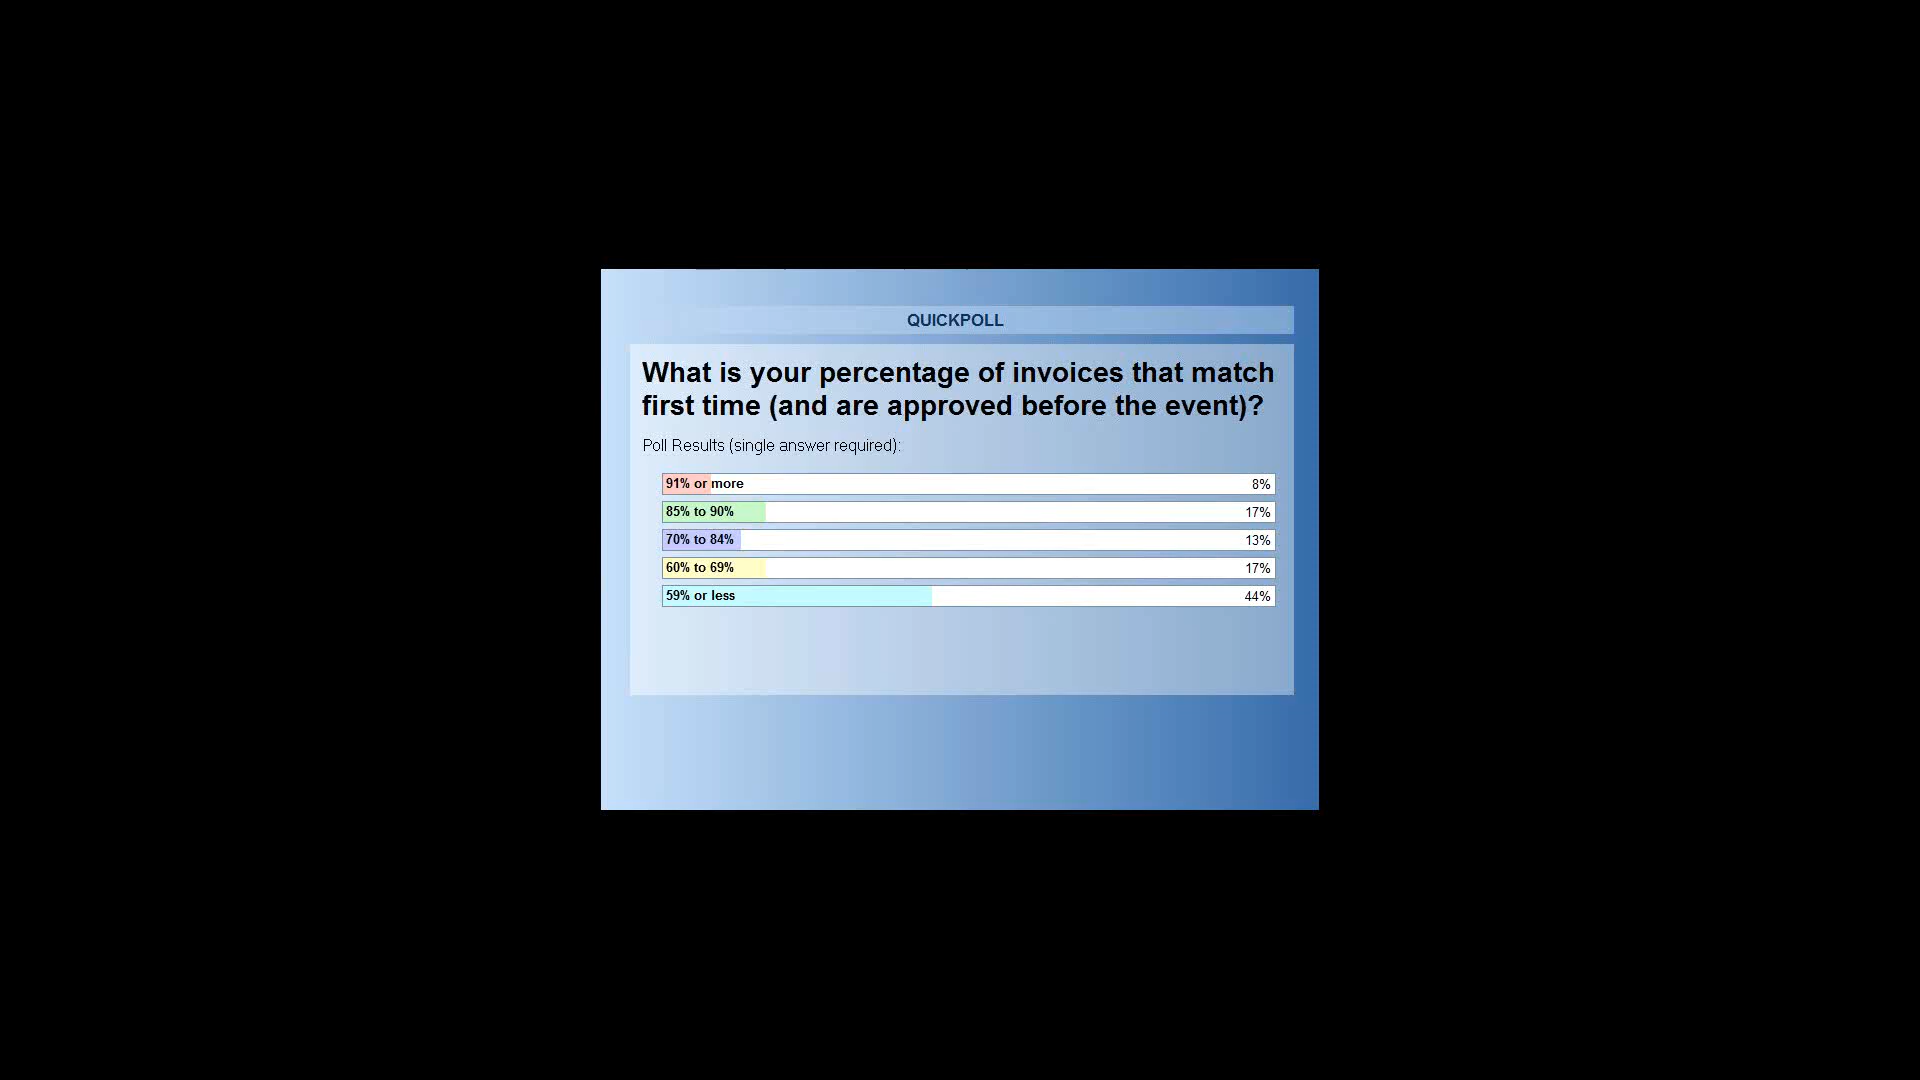 QUICKPOLL
What is your percentage of invoices that match
first time (and are approved before the event)?
Poll Results (single answer required):
91% or more 8%
85% to 90% 17%
70% to 84% 13%
60% to 69% 17%
59% or less 44%